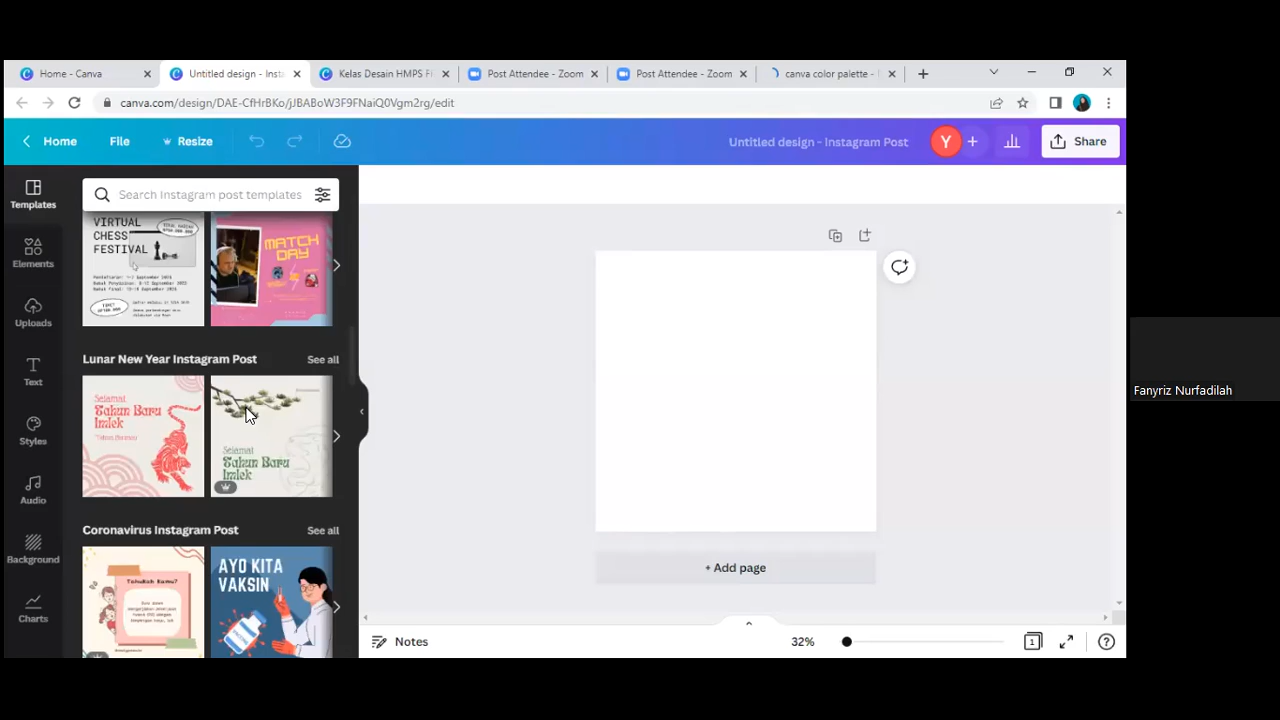 Home - Canva
Untitled design - Insta
Kelas Desain HMPS F
Post Attendee - Zoom
Post Attendee - Zoom
canva color palette -
canva.com/design/DAE-CfHrBKo/jJBABoW3F9FNaiQ0Vgm2rg/edit
Home
File
Resize
Untitled design - Instagram Post
Y
Share
Templates
Elements
Uploads
Text
Styles
Audio
Background
Charts
Search Instagram post templates
VIRTUAL
CHESS
FESTIVAL
MATCH
DAY
Lunar New Year Instagram Post
See all
Selamat
Tahun Baru
Imlek
Selamat
Tahun Baru
Imlek
Coronavirus Instagram Post
See all
Tahukah Kamu?
AYO KITA
VAKSIN
+ Add page
Notes
32%
1
Fanyriz Nurfadilah